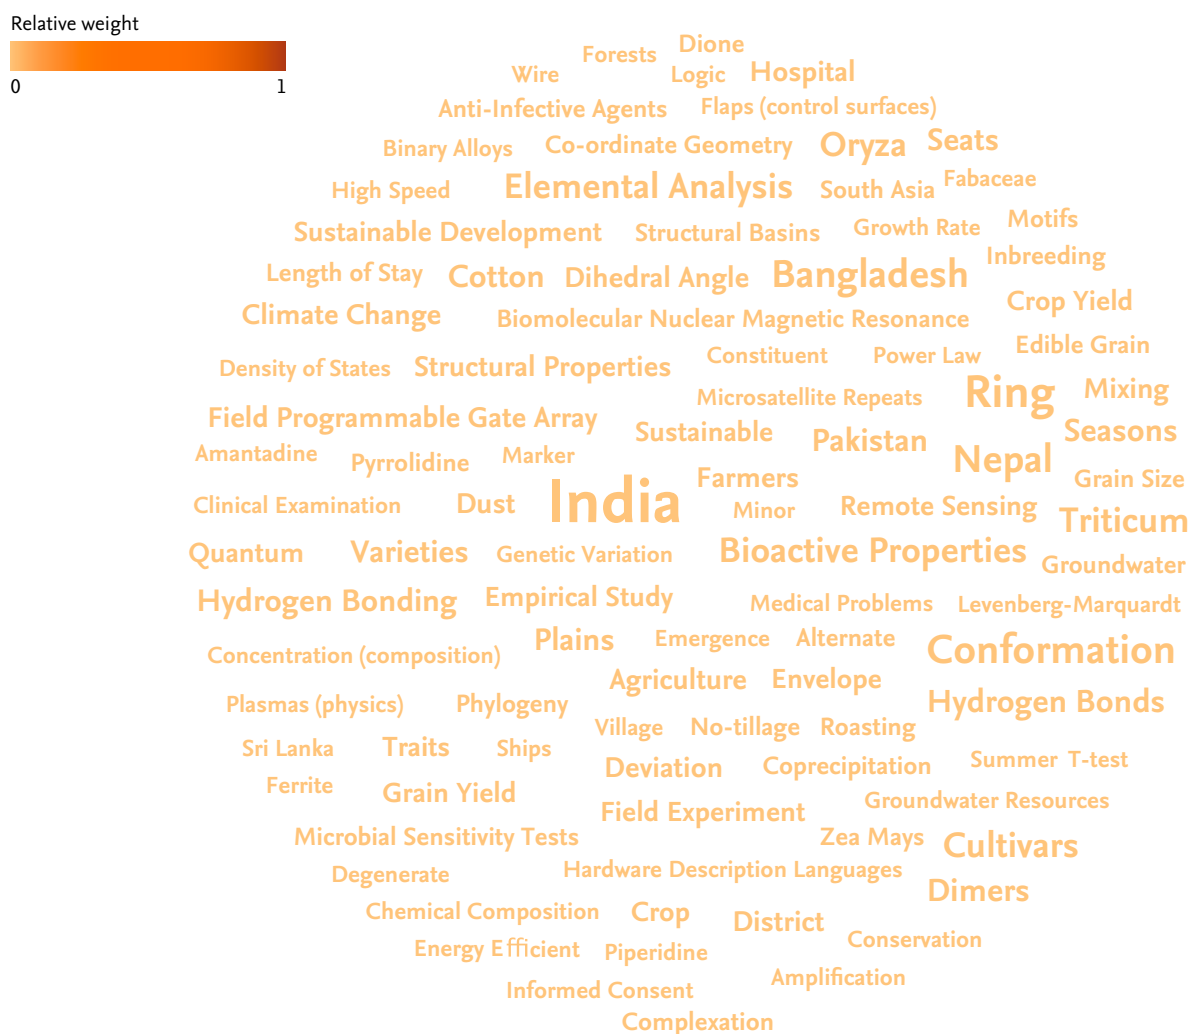 Relative weight
0 1
Forests Dione
Wire Logic Hospital
Anti-Infective Agents Flaps (control surfaces)
Binary Alloys Co-ordinate Geometry Oryza Seats
High Speed Elemental Analysis South Asia Fabaceae
Sustainable Development Structural Basins Growth Rate Motifs
Length of Stay Cotton Dihedral Angle Bangladesh Inbreeding
Climate Change Biomolecular Nuclear Magnetic Resonance Crop Yield
Density of States Structural Properties Constituent Power Law Edible Grain
Field Programmable Gate Array Microsatellite Repeats Ring Mixing
Amantadine Pyrrolidine Marker Sustainable Pakistan Nepal Seasons
Clinical Examination Dust India Farmers Minor Remote Sensing Grain Size
Quantum Varieties Genetic Variation Bioactive Properties Triticum
Groundwater
Hydrogen Bonding Empirical Study Medical Problems Levenberg-Marquardt
Concentration (composition) Plains Emergence Alternate Conformation
Agriculture Envelope
Plasmas (physics) Phylogeny Hydrogen Bonds
Village No-tillage Roasting
Sri Lanka Traits Ships
Deviation Coprecipitation Summer T-test
Ferrite Grain Yield
Field Experiment Groundwater Resources
Microbial Sensitivity Tests Zea Mays Cultivars
Degenerate Hardware Description Languages
Dimers
Chemical Composition Crop District
Energy Efficient Piperidine Conservation
Informed Consent Amplification
Complexation